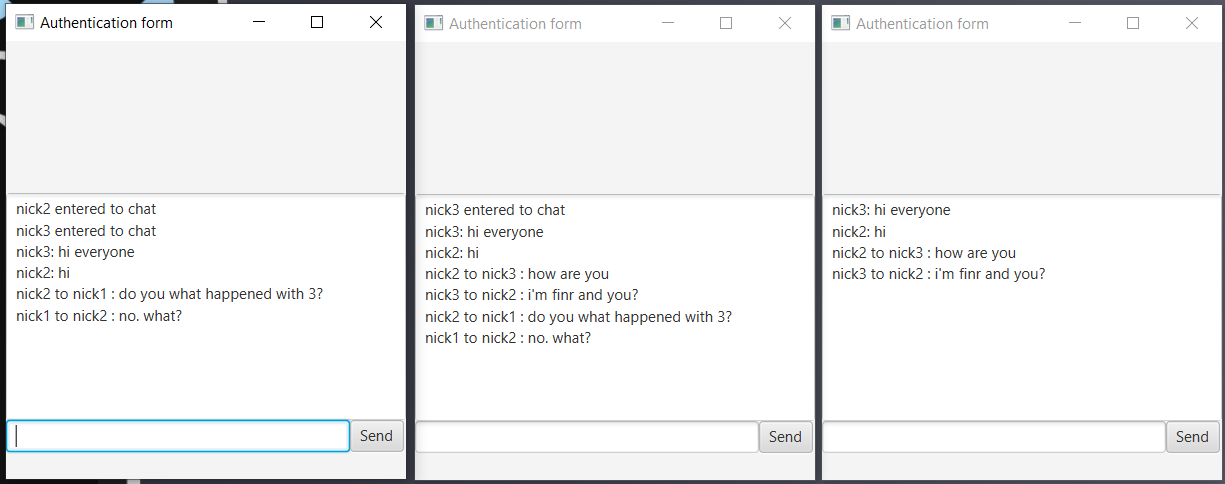 Authentication form
nick2 entered to chat
nick3 entered to chat
nick3: hi everyone
nick2: hi
nick2 to nick1 : do you what happened with 3?
nick1 to nick2 : no. what?
Send
Authentication form
nick3 entered to chat
nick3: hi everyone
nick2: hi
nick2 to nick3 : how are you
nick3 to nick2 : i'm finr and you?
nick2 to nick1 : do you what happened with 3?
nick1 to nick2 : no. what?
Send
Authentication form
nick3: hi everyone
nick2: hi
nick2 to nick3 : how are you
nick3 to nick2 : i'm finr and you?
Send